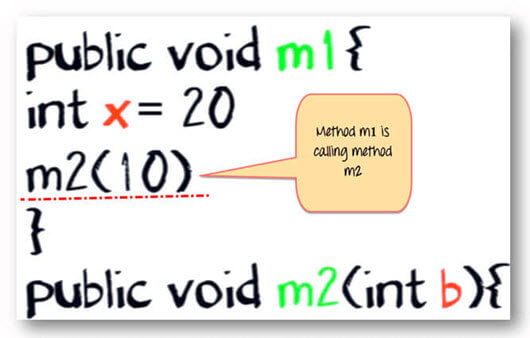 public void m1{
int x= 20
m2(10)
}
public void m2(int b){
Method m1 is
calling method
m2